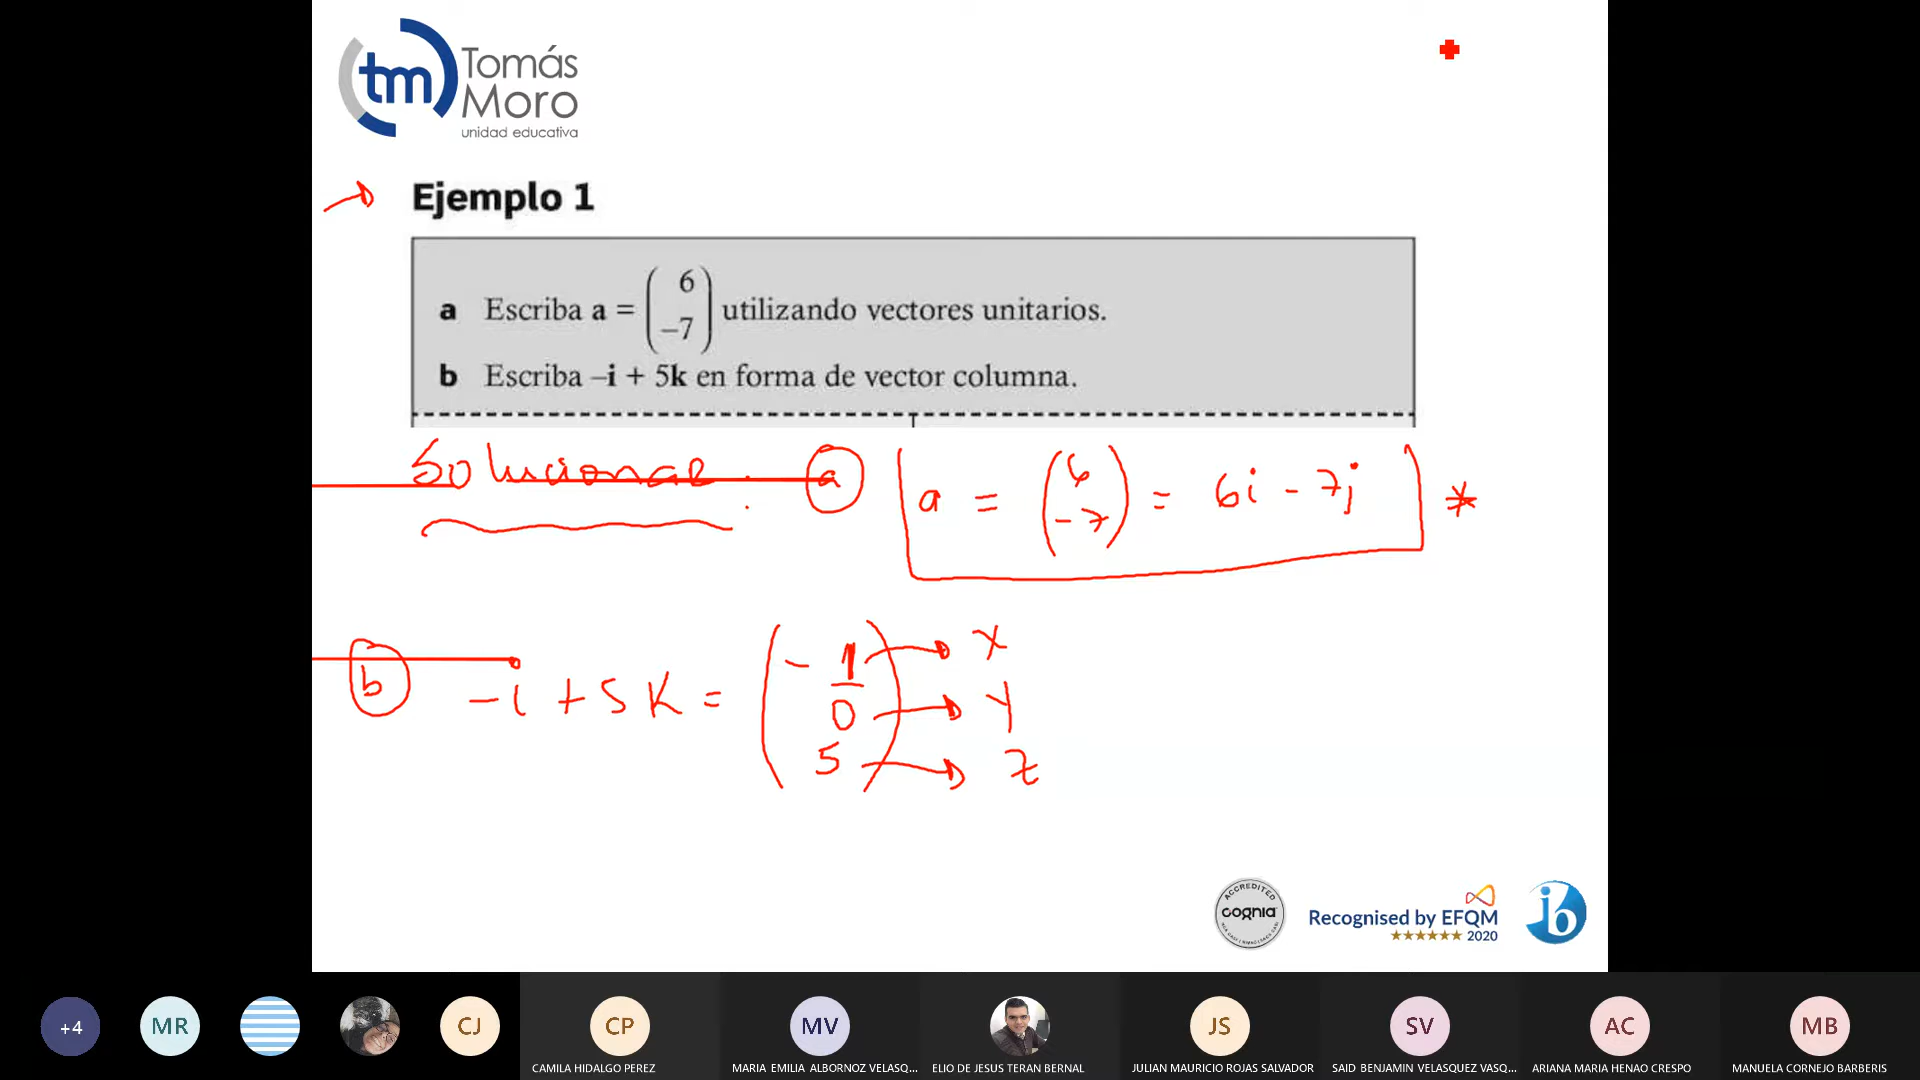 tm Tomás
Moro
unidad educativa
Ejemplo 1
a Escriba a = ( 6 -7 ) utilizando vectores unitarios.
b Escriba –i + 5k en forma de vector columna.
Solucionar : a a = ( 6 -7 ) = 6i - 7j *
b -i + 5K = ( -1 0 5 ) → x → y → z
ACCREDITED
cognia
Recognised by EFQM
★★★★★★ 2020
ib
+4 MR CJ CP MV JS SV AC MB
CAMILA HIDALGO PEREZ MARIA EMILIA ALBORNOZ VELASQ... ELIO DE JESUS TERAN BERNAL JULIAN MAURICIO ROJAS SALVADOR SAID BENJAMIN VELASQUEZ VASQ... ARIANA MARIA HENAO CRESPO MANUELA CORNEJO BARBERIS